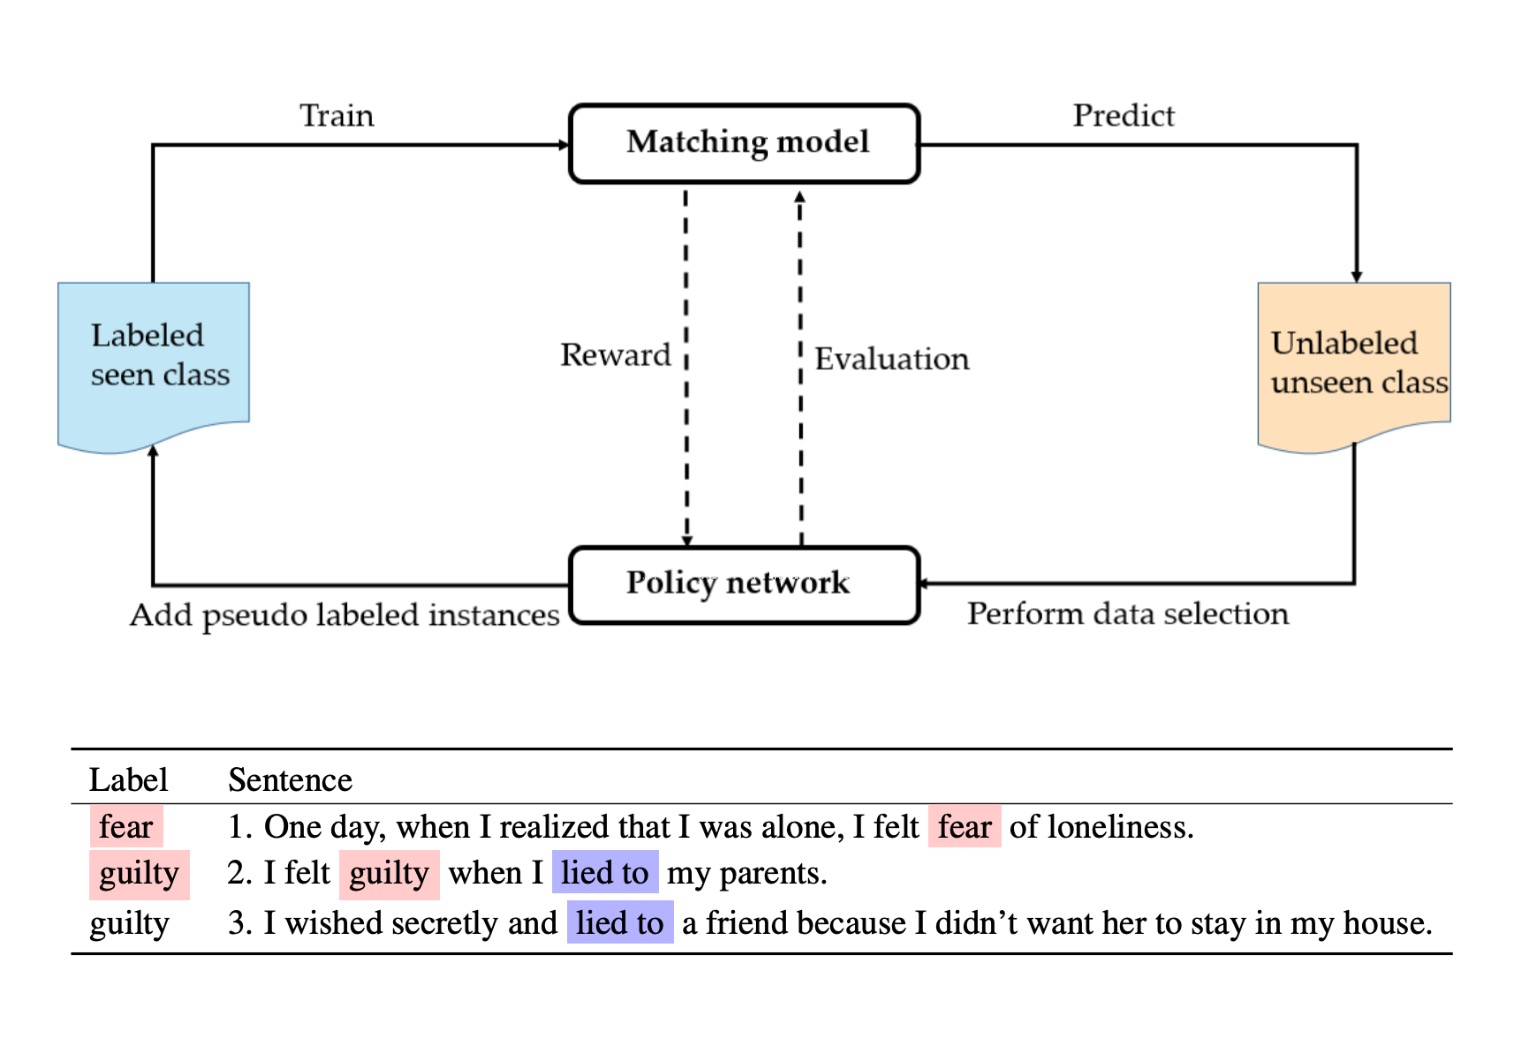 Train
Matching model
Predict
Labeled
seen class
Reward
Evaluation
Unlabeled
unseen class
Policy network
Add pseudo labeled instances
Perform data selection
Label Sentence
fear 1. One day, when I realized that I was alone, I felt fear of loneliness.
guilty 2. I felt guilty when I lied to my parents.
guilty 3. I wished secretly and lied to a friend because I didn’t want her to stay in my house.